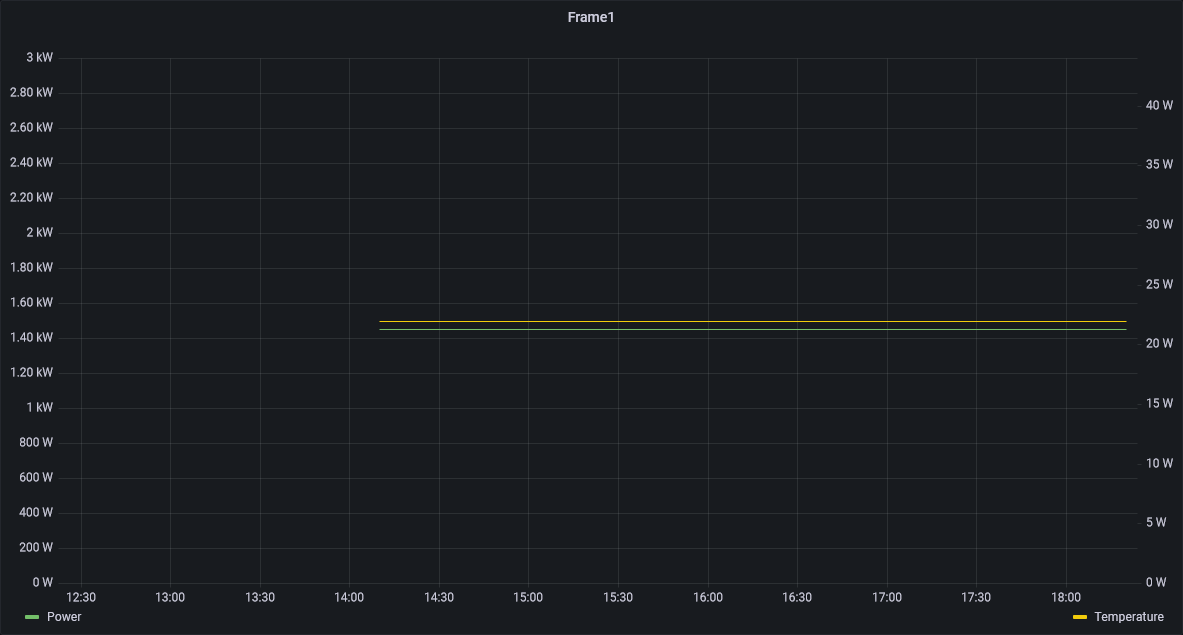 Frame1
3 kW
2.80 kW
2.60 kW
2.40 kW
2.20 kW
2 kW
1.80 kW
1.60 kW
1.40 kW
1.20 kW
1 kW
800 W
600 W
400 W
200 W
0 W
40 W
35 W
30 W
25 W
20 W
15 W
10 W
5 W
0 W
12:30 13:00 13:30 14:00 14:30 15:00 15:30 16:00 16:30 17:00 17:30 18:00
Power Temperature